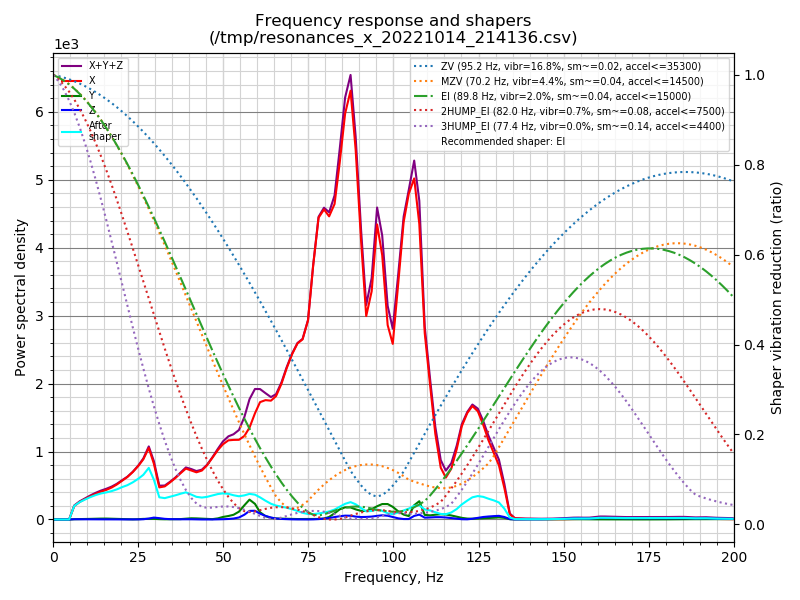 Frequency response and shapers
(/tmp/resonances_x_20221014_214136.csv)
1e3
X+Y+Z
X
Y
Z
After
shaper
ZV (95.2 Hz, vibr=16.8%, sm~=0.02, accel<=35300)
MZV (70.2 Hz, vibr=4.4%, sm~=0.04, accel<=14500)
EI (89.8 Hz, vibr=2.0%, sm~=0.04, accel<=15000)
2HUMP_EI (82.0 Hz, vibr=0.7%, sm~=0.08, accel<=7500)
3HUMP_EI (77.4 Hz, vibr=0.0%, sm~=0.14, accel<=4400)
Recommended shaper: EI
Power spectral density
6
5
4
3
2
1
0
1.0
0.8
0.6
0.4
0.2
0.0
Shaper vibration reduction (ratio)
0 25 50 75 100 125 150 175 200
Frequency, Hz